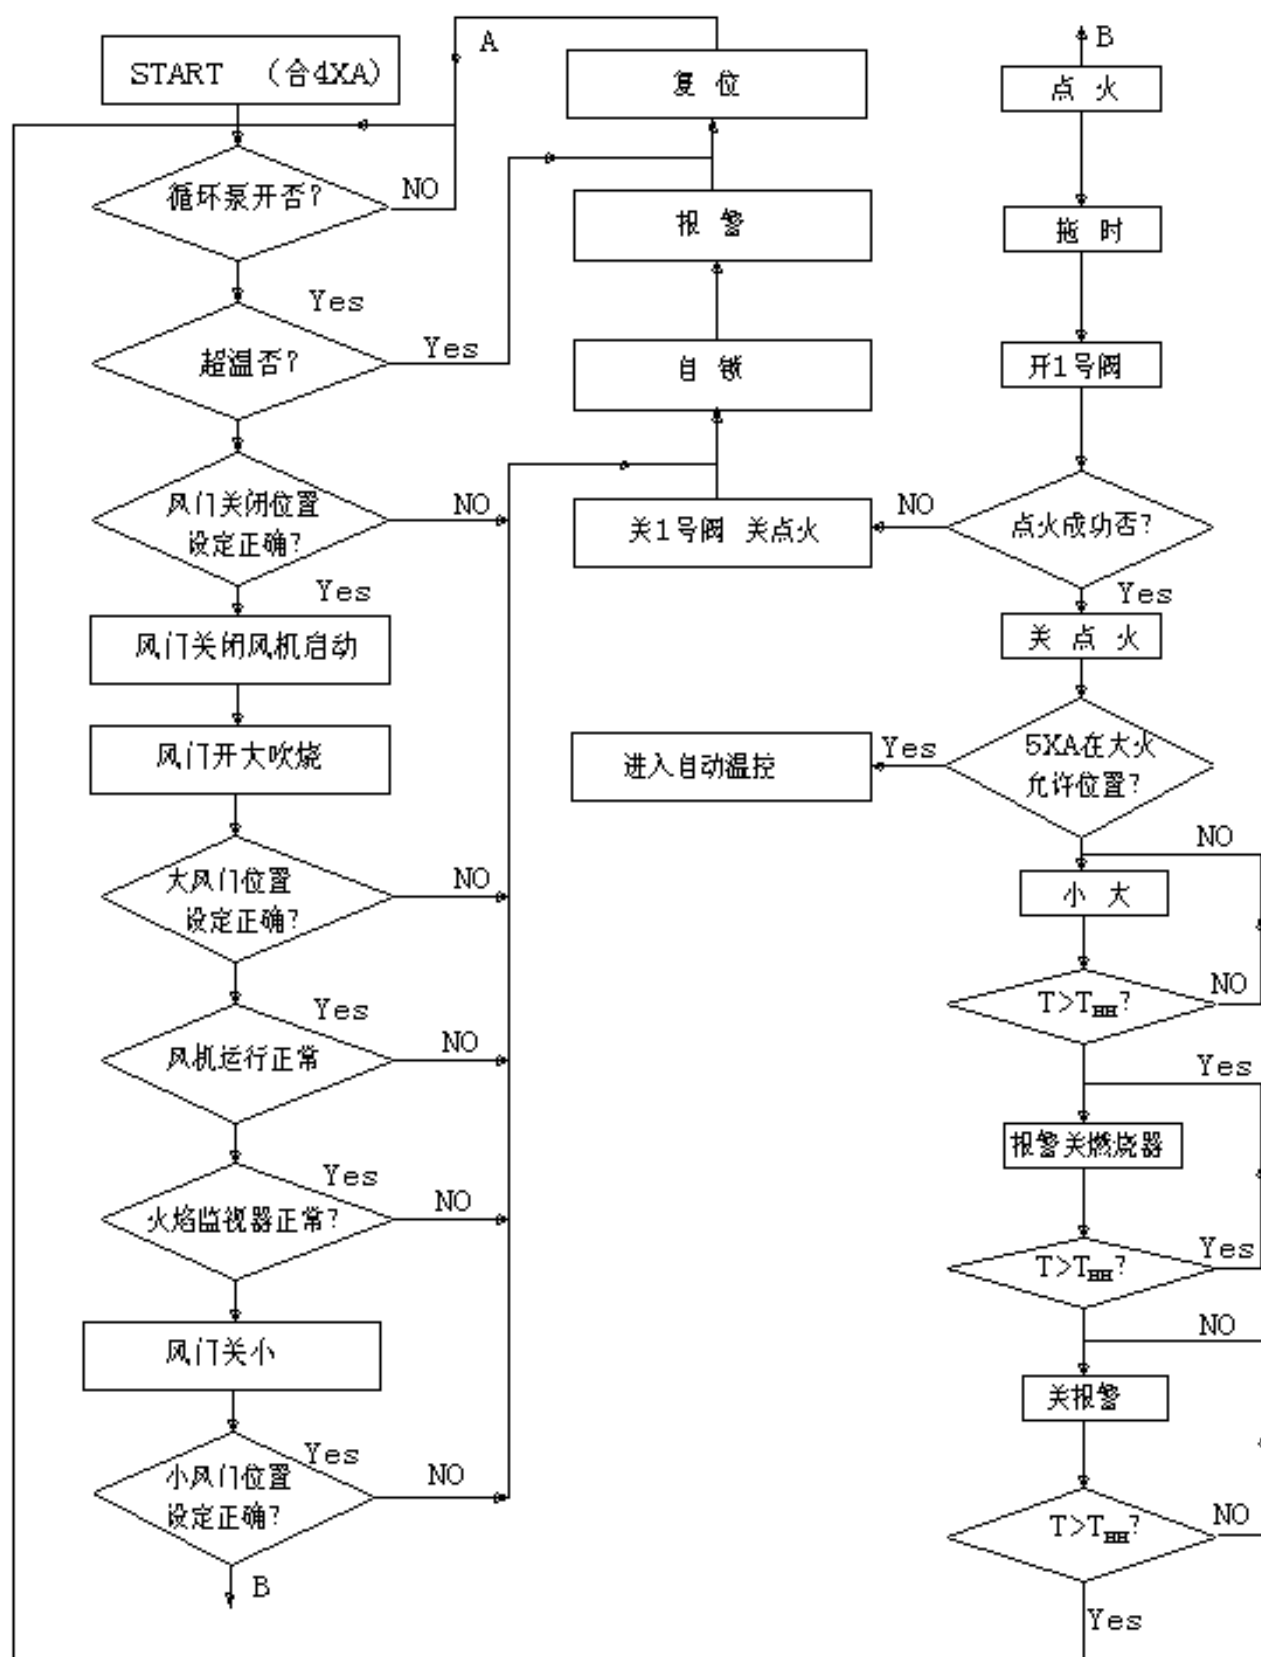 START （合4XA）
循环泵开否?
NO
Yes
超温否?
Yes
风门关闭位置
设定正确?
NO
Yes
风门关闭风机启动
风门开大吹烧
大风门位置
设定正确?
NO
Yes
风机运行正常
NO
Yes
火焰监视器正常?
NO
风门关小
Yes
小风门位置
设定正确?
NO
B
A
复 位
报 警
自 锁
关1号阀 关点火
进入自动温控
B
点 火
拖 时
开1号阀
点火成功否?
NO
Yes
关 点 火
5XA在大火
允许位置?
Yes
NO
小 大
T>THH?
NO
Yes
报警关燃烧器
T>THH?
Yes
NO
关报警
T>THH?
NO
Yes